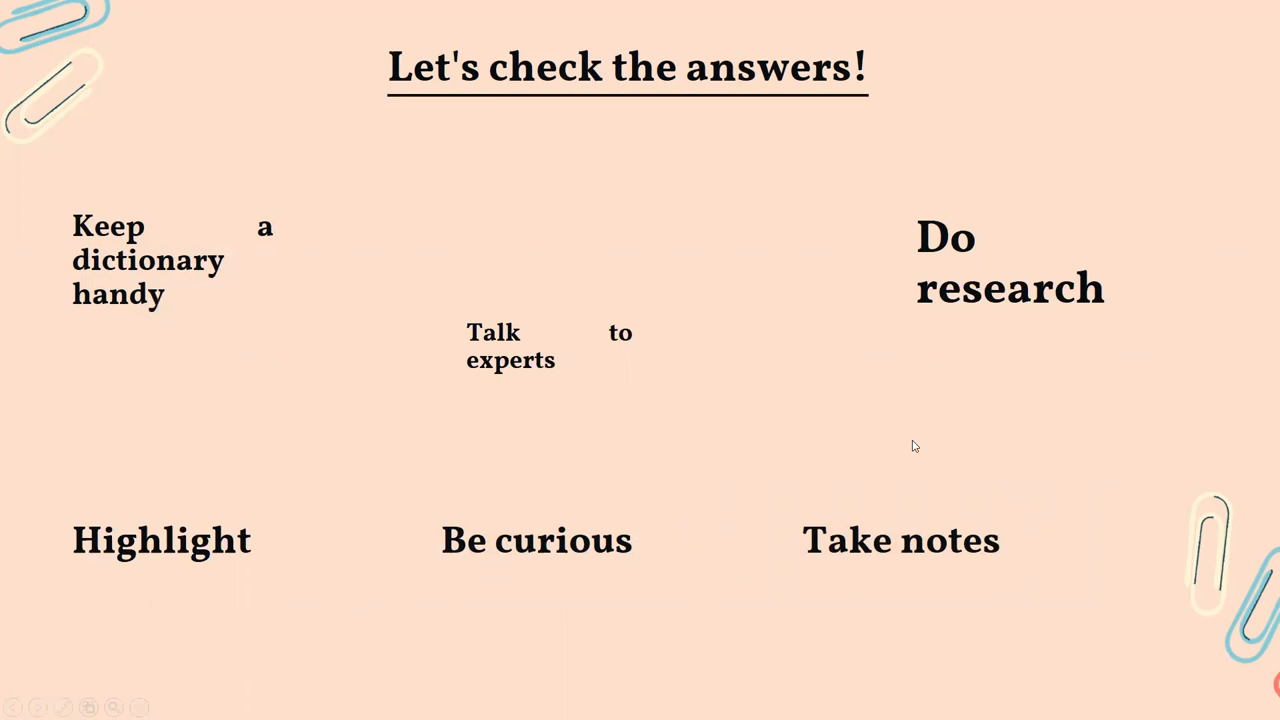 Let's check the answers!
Keep a
dictionary
handy
Talk to
experts
Do
research
Highlight
Be curious
Take notes